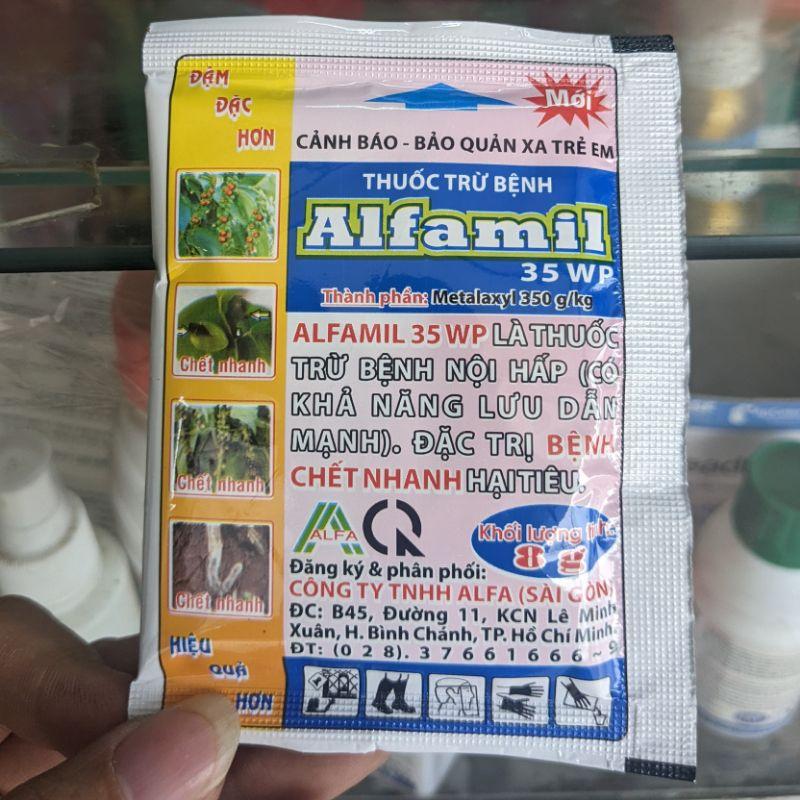 ĐẬM
ĐẶC
HƠN
Mới
CẢNH BÁO - BẢO QUẢN XA TRẺ EM
THUỐC TRỪ BỆNH
Alfamil
35 WP
Thành phần: Metalaxyl 350 g/kg
ALFAMIL 35 WP LÀ THUỐC
TRỪ BỆNH NỘI HẤP (CÓ
KHẢ NĂNG LƯU DẪN
MẠNH). ĐẶC TRỊ BỆNH
CHẾT NHANH HẠI TIÊU.
Chết nhanh
Chết nhanh
Chết nhanh
ALFA
Khối lượng tịnh:
8 g
Đăng ký & phân phối:
CÔNG TY TNHH ALFA (SÀI GÒN)
ĐC: B45, Đường 11, KCN Lê Minh
Xuân, H. Bình Chánh, TP. Hồ Chí Minh.
ĐT: (028). 37661666 ~ 9
HIỆU
QUẢ
HƠN